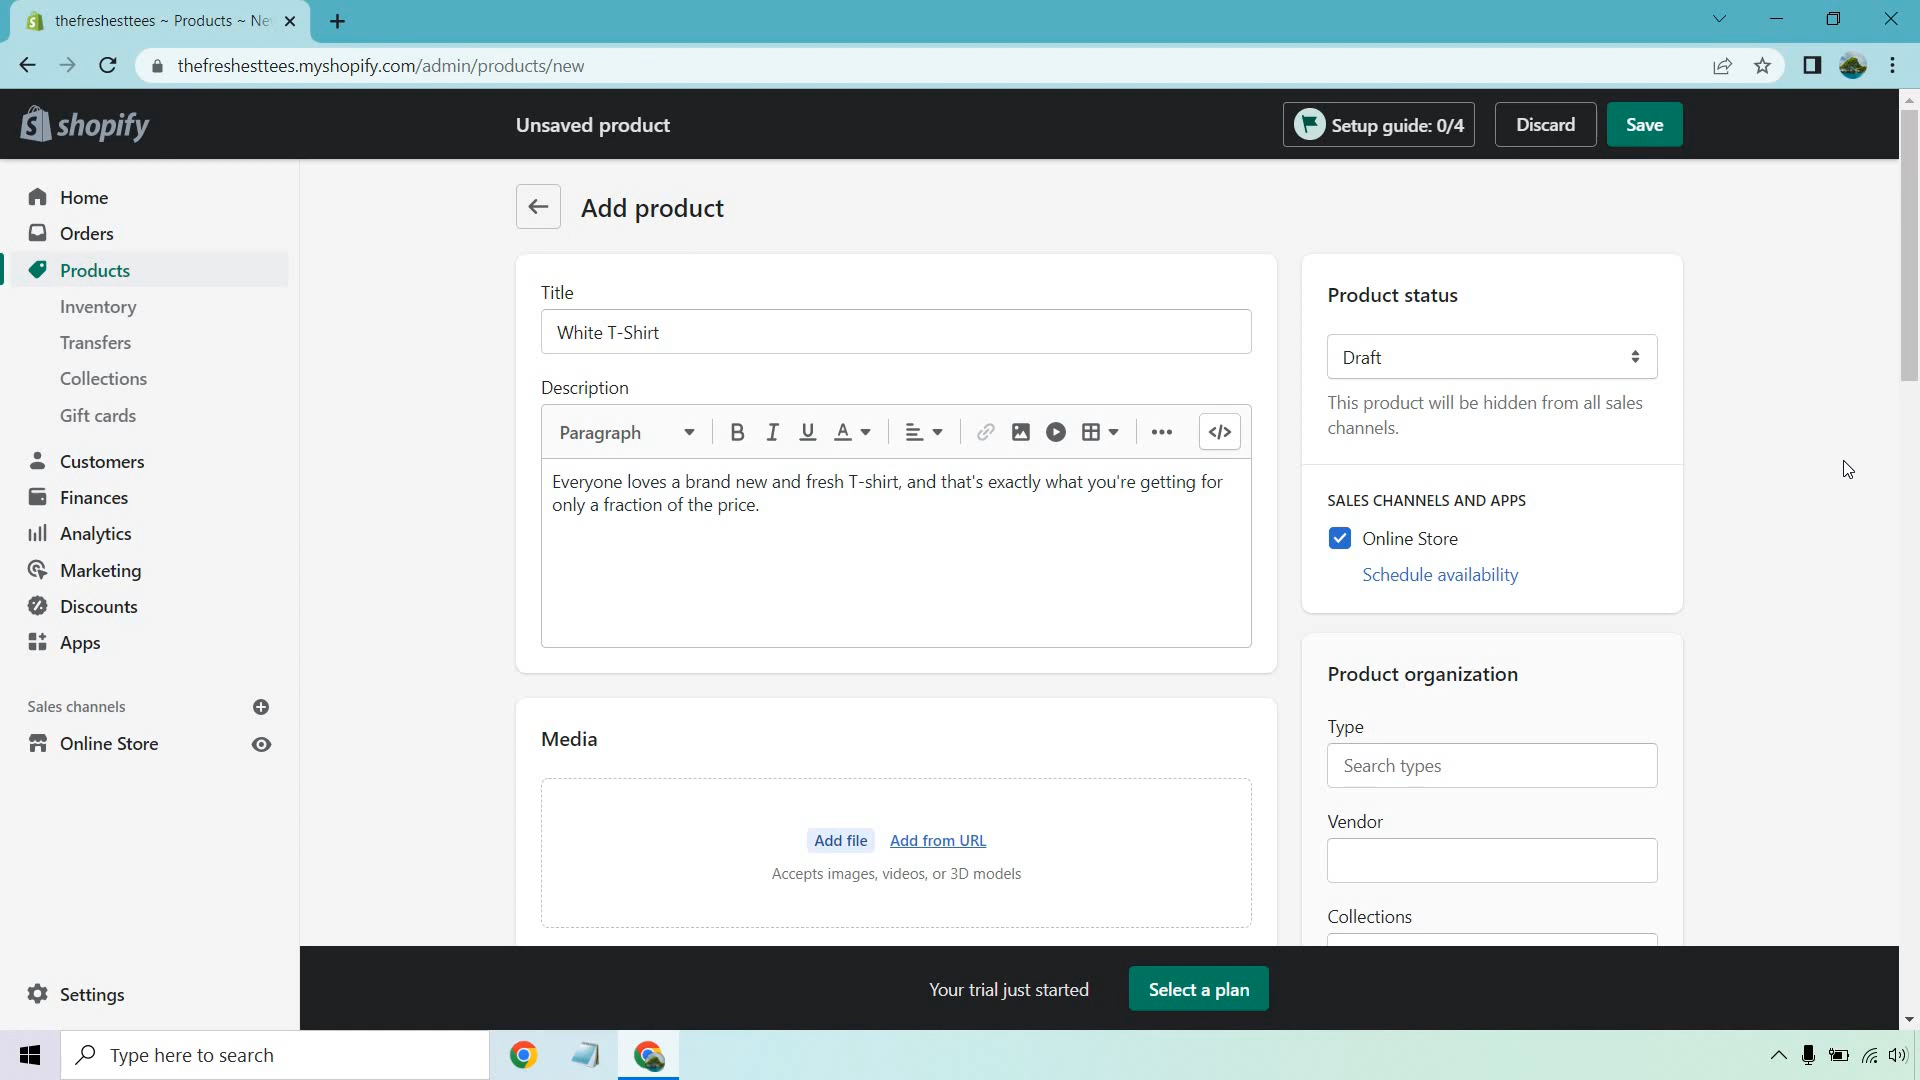 thefreshesttees ~ Products ~ Ne
thefreshesttees.myshopify.com/admin/products/new
shopify
Unsaved product
Setup guide: 0/4
Discard
Save
Home
Orders
Products
Inventory
Transfers
Collections
Gift cards
Customers
Finances
Analytics
Marketing
Discounts
Apps
Sales channels
Online Store
Settings
Add product
Title
White T-Shirt
Description
Paragraph
B
I
U
A
</>
Everyone loves a brand new and fresh T-shirt, and that's exactly what you're getting for
only a fraction of the price.
Media
Add file
Add from URL
Accepts images, videos, or 3D models
Product status
Draft
This product will be hidden from all sales
channels.
SALES CHANNELS AND APPS
Online Store
Schedule availability
Product organization
Type
Search types
Vendor
Collections
Your trial just started
Select a plan
Type here to search